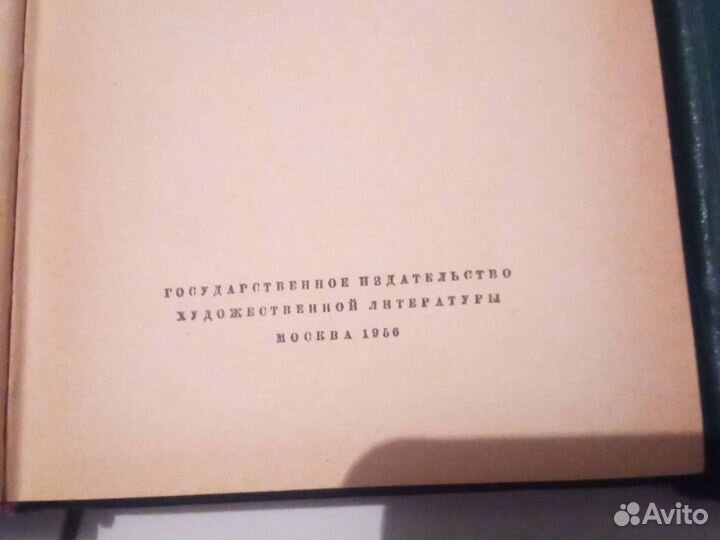 ГОСУДАРСТВЕННОЕ ИЗДАТЕЛЬСТВО
ХУДОЖЕСТВЕННОЙ ЛИТЕРАТУРЫ
МОСКВА 1956
Avito